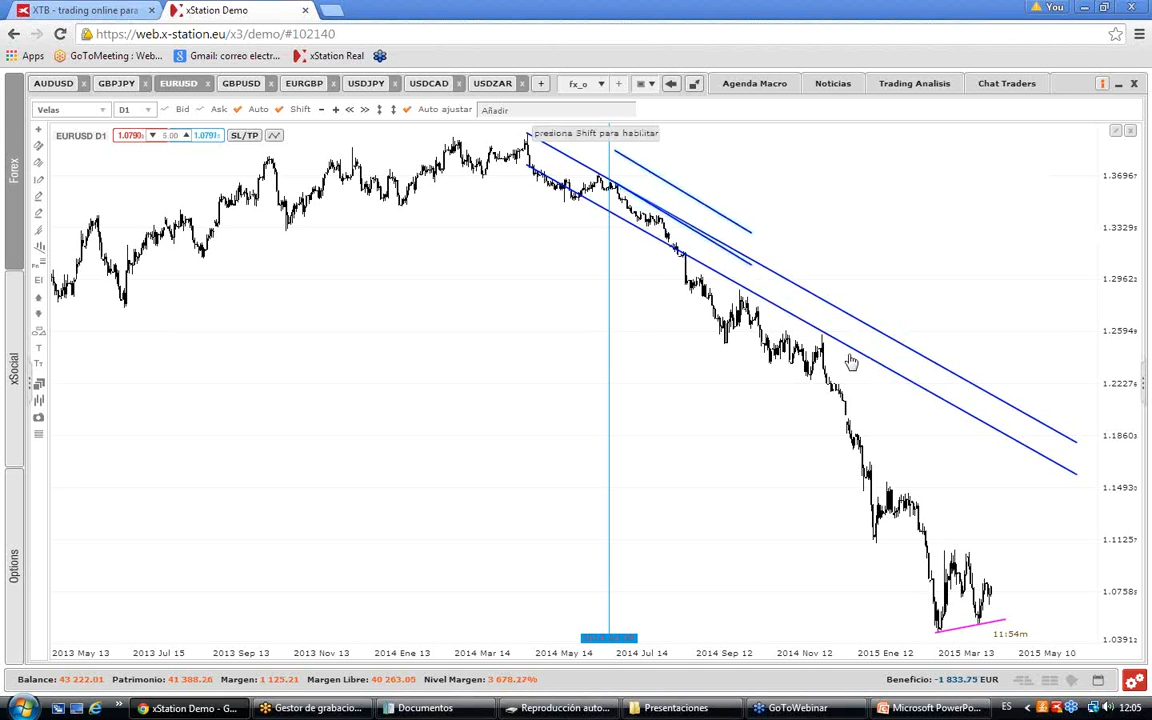 XTB - trading online para
xStation Demo
You
https://web.x-station.eu/x3/demo/#102140
Apps
GoToMeeting : Web...
Gmail: correo electr...
xStation Real
AUDUSD
GBPJPY
EURUSD
GBPUSD
EURGBP
USDJPY
USDCAD
USDZAR
fx_o
Agenda Macro
Noticias
Trading Analisis
Chat Traders
Velas
D1
Bid
Ask
Auto
Shift
Auto ajustar
Añadir
EURUSD D1
1.0790
5.00
1.0791
SL/TP
presiona Shift para habilitar
Forex
xSocial
Options
EI
T
1.3696
1.3329
1.2962
1.2594
1.2227
1.1860
1.1493
1.1125
1.0758
1.0391
11:54m
2013 May 13
2013 Jul 15
2013 Sep 13
2013 Nov 13
2014 Ene 13
2014 Mar 14
2014 May 14
2014 Jul 14
2014 Sep 12
2014 Nov 12
2015 Ene 12
2015 Mar 13
2015 May 10
Balance: 43 222.01
Patrimonio: 41 388.26
Margen: 1 125.21
Margen Libre: 40 263.05
Nivel Margen: 3 678.27%
Beneficio: -1 833.75 EUR
xStation Demo - G...
Gestor de grabacio...
Documentos
Reproducción auto...
Presentaciones
GoToWebinar
Microsoft PowerPo...
ES
12:05